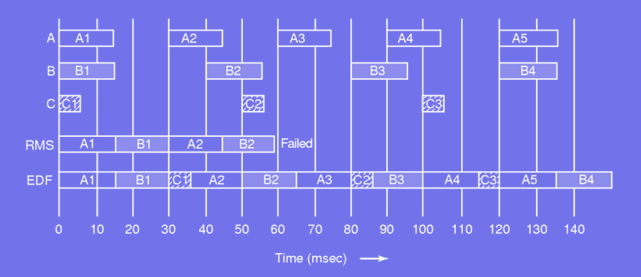 A A1 A2 A3 A4 A5
B B1 B2 B3 B4
C C1 C2 C3
RMS A1 B1 A2 B2 Failed
EDF A1 B1 C1 A2 B2 A3 C2 B3 A4 C3 A5 B4
0 10 20 30 40 50 60 70 80 90 100 110 120 130 140
Time (msec)